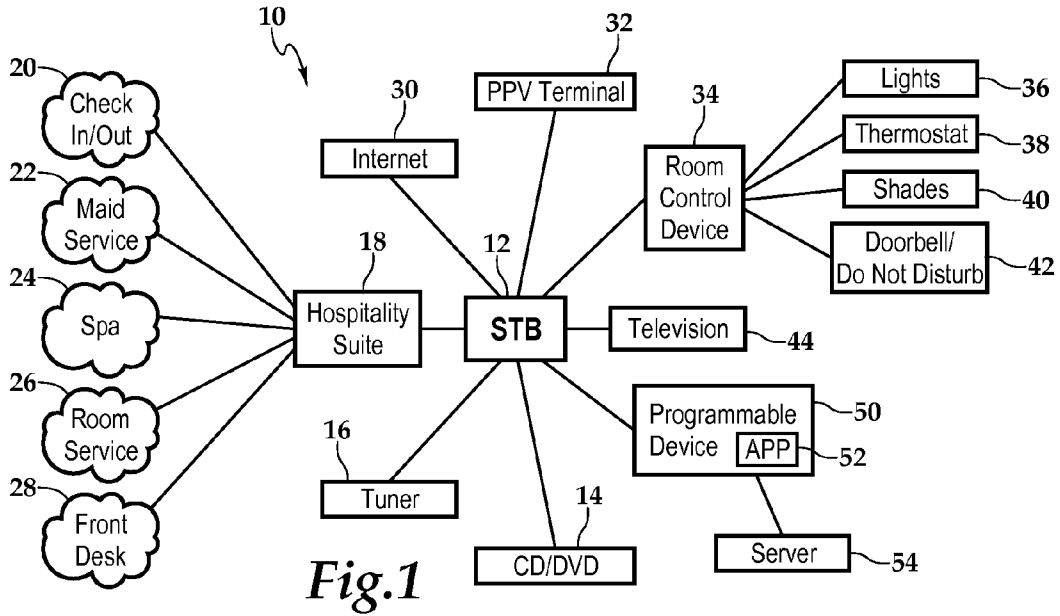 10
20
Check
In/Out
22
Maid
Service
24
Spa
26
Room
Service
28
Front
Desk
18
Hospitality
Suite
30
Internet
32
PPV Terminal
12
STB
34
Room
Control
Device
Lights
36
Thermostat
38
Shades
40
Doorbell/
Do Not Disturb
42
Television
44
Programmable
Device
APP
50
52
Server
54
16
Tuner
14
CD/DVD
Fig.1